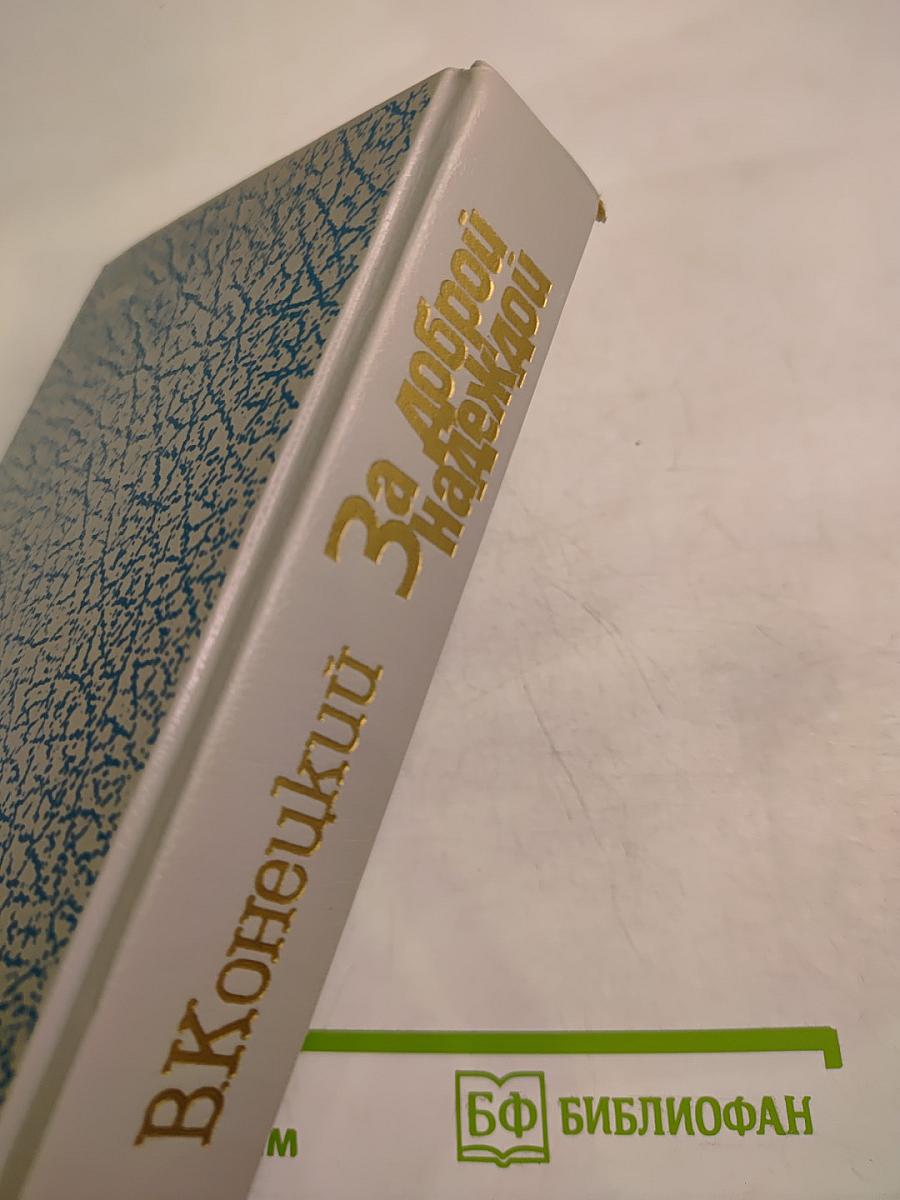 В.Конецкий
За доброй
надеждой
м
БФ БИБЛИОФАН